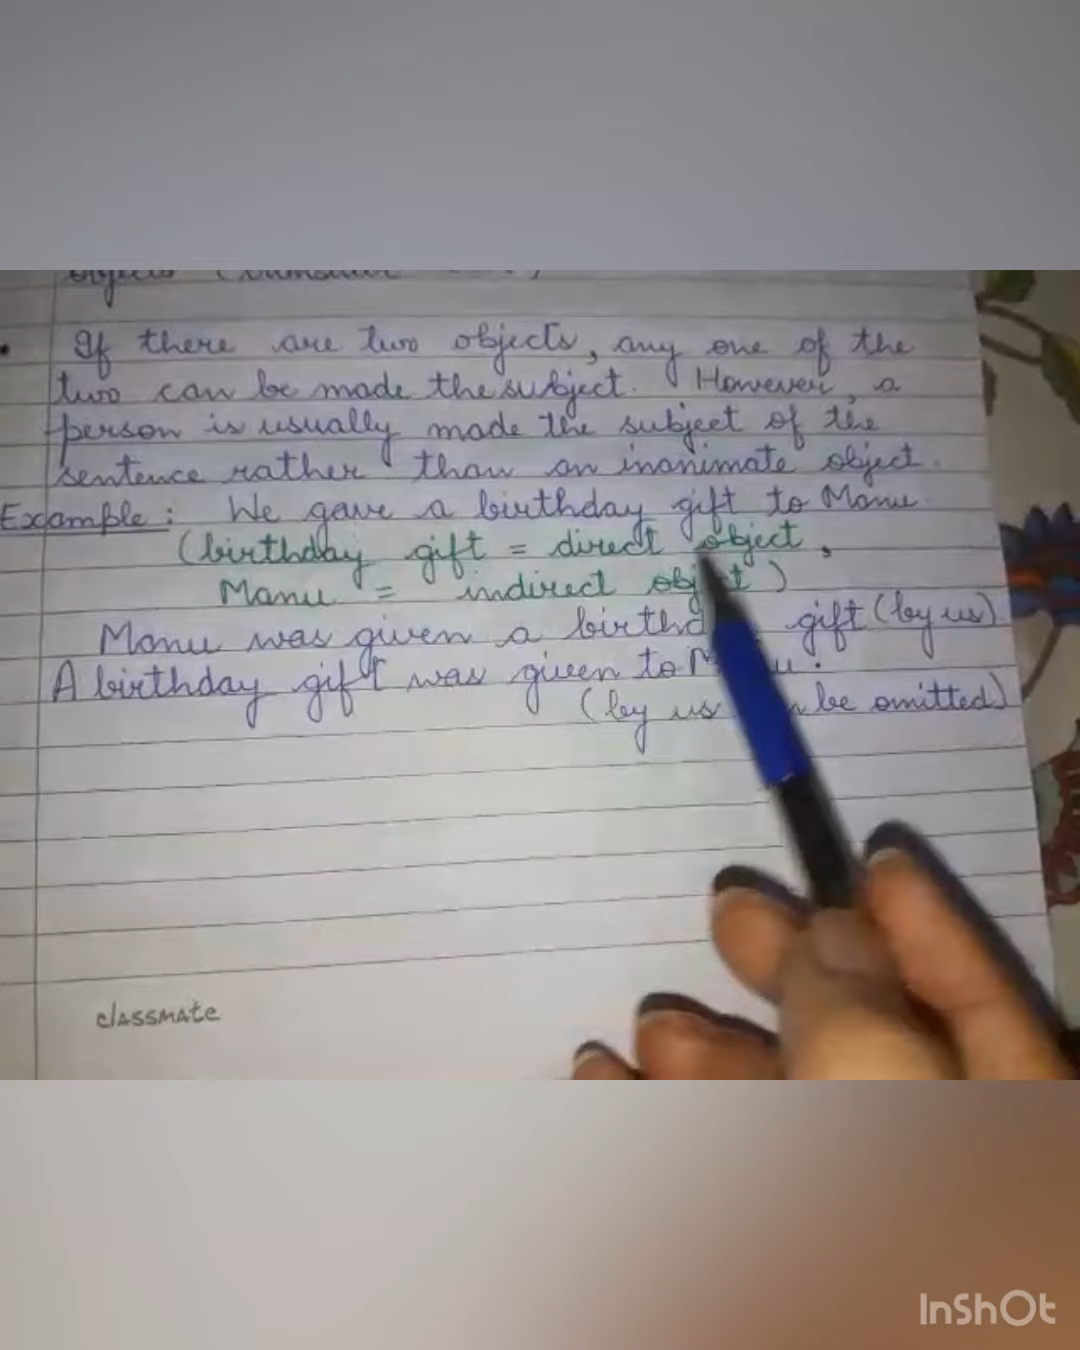 If there are two objects, any one of the
two can be made the subject. However, a
person is usually made the subject of the
sentence rather than an inanimate object.
Example: We gave a birthday gift to Manu.
(birthday gift = direct object,
Manu = indirect object)
Manu was given a gift (by us).
A birthday gift was given to
(by us be omitted)
classmate
InShOt